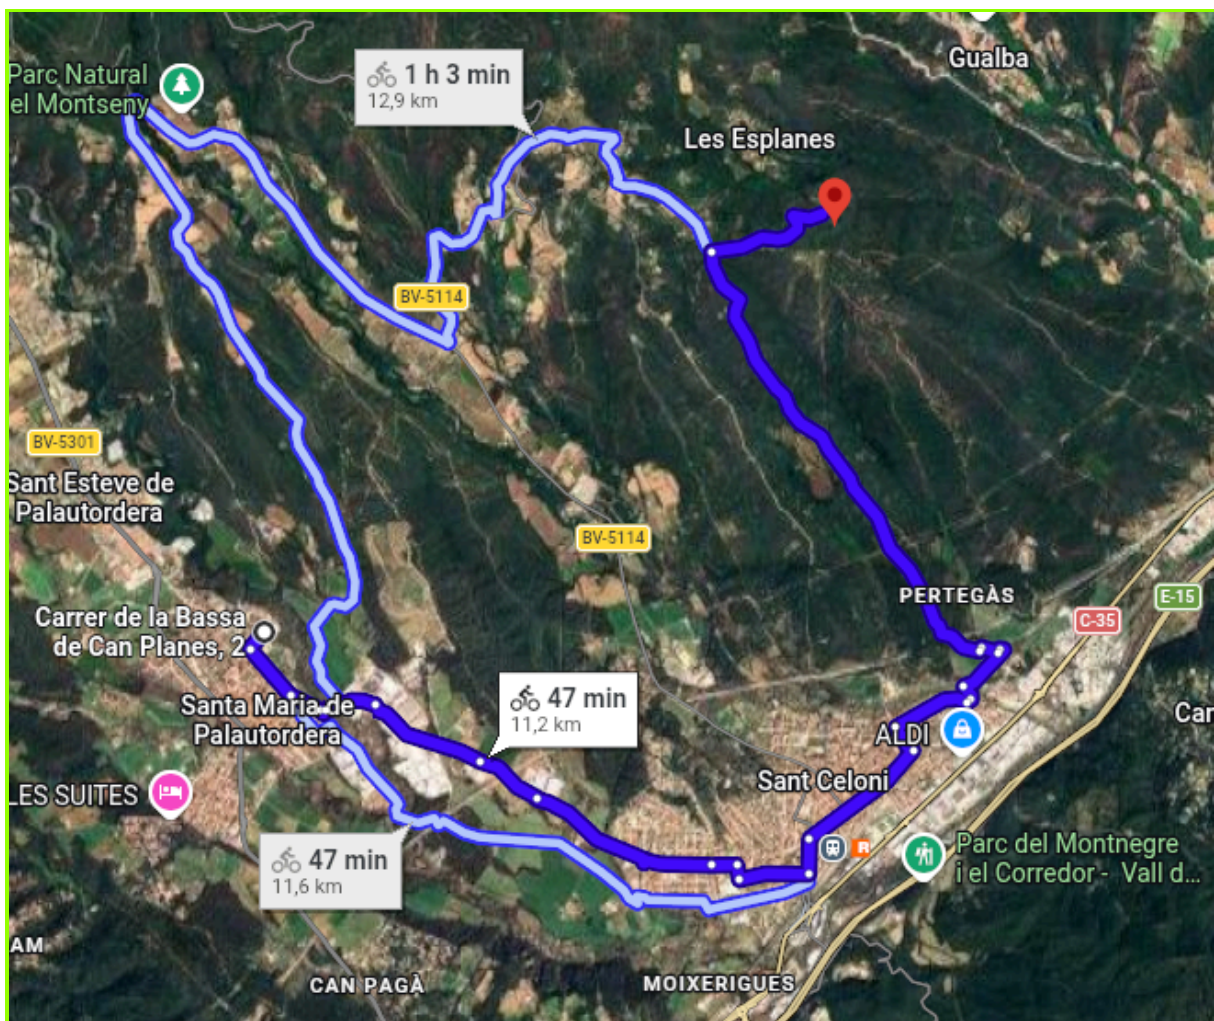 Gualba
Parc Natural
el Montseny
1 h 3 min
12,9 km
Les Esplanes
BV-5114
BV-5301
Sant Esteve de
Palautordera
BV-5114
PERTEGÀS
E-15
C-35
Carrer de la Bassa
de Can Planes, 2
47 min
11,2 km
Santa Maria de
Palautordera
ALDI
Car
Sant Celoni
LES SUITES
R
Parc del Montnegre
i el Corredor - Vall d...
47 min
11,6 km
AM
CAN PAGÀ
MOIXERIGUES